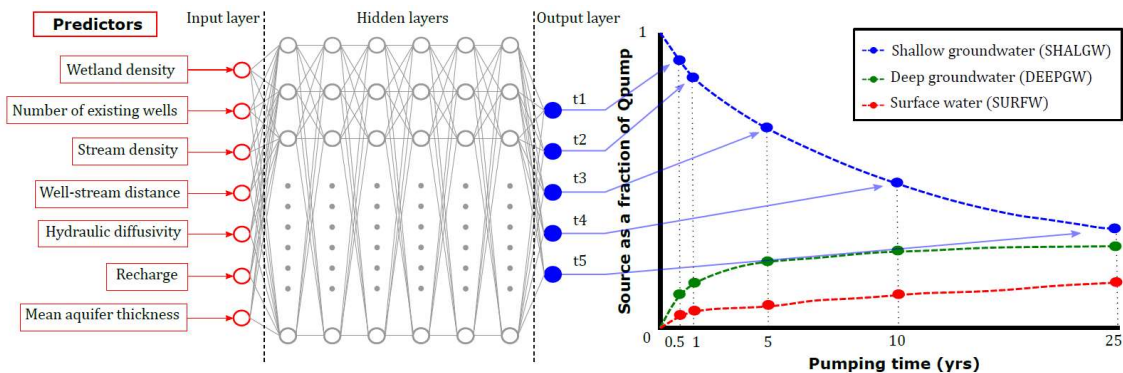 Predictors
Input layer
Hidden layers
Output layer
Wetland density
Number of existing wells
Stream density
Well-stream distance
Hydraulic diffusivity
Recharge
Mean aquifer thickness
t1
t2
t3
t4
t5
Source as a fraction of Qpump
1
0
0.5
1
5
10
25
Pumping time (yrs)
Shallow groundwater (SHALGW)
Deep groundwater (DEEPGW)
Surface water (SURFW)